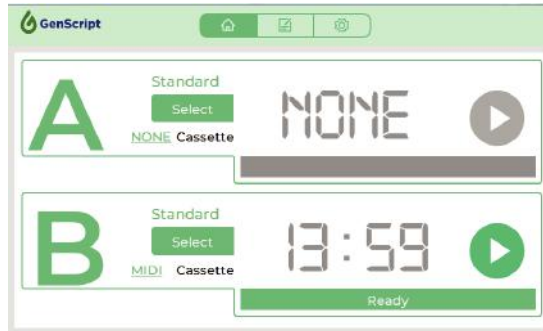 GenScript
A
Standard
Select
NONE Cassette
NONE
B
Standard
Select
MIDI Cassette
13:59
Ready